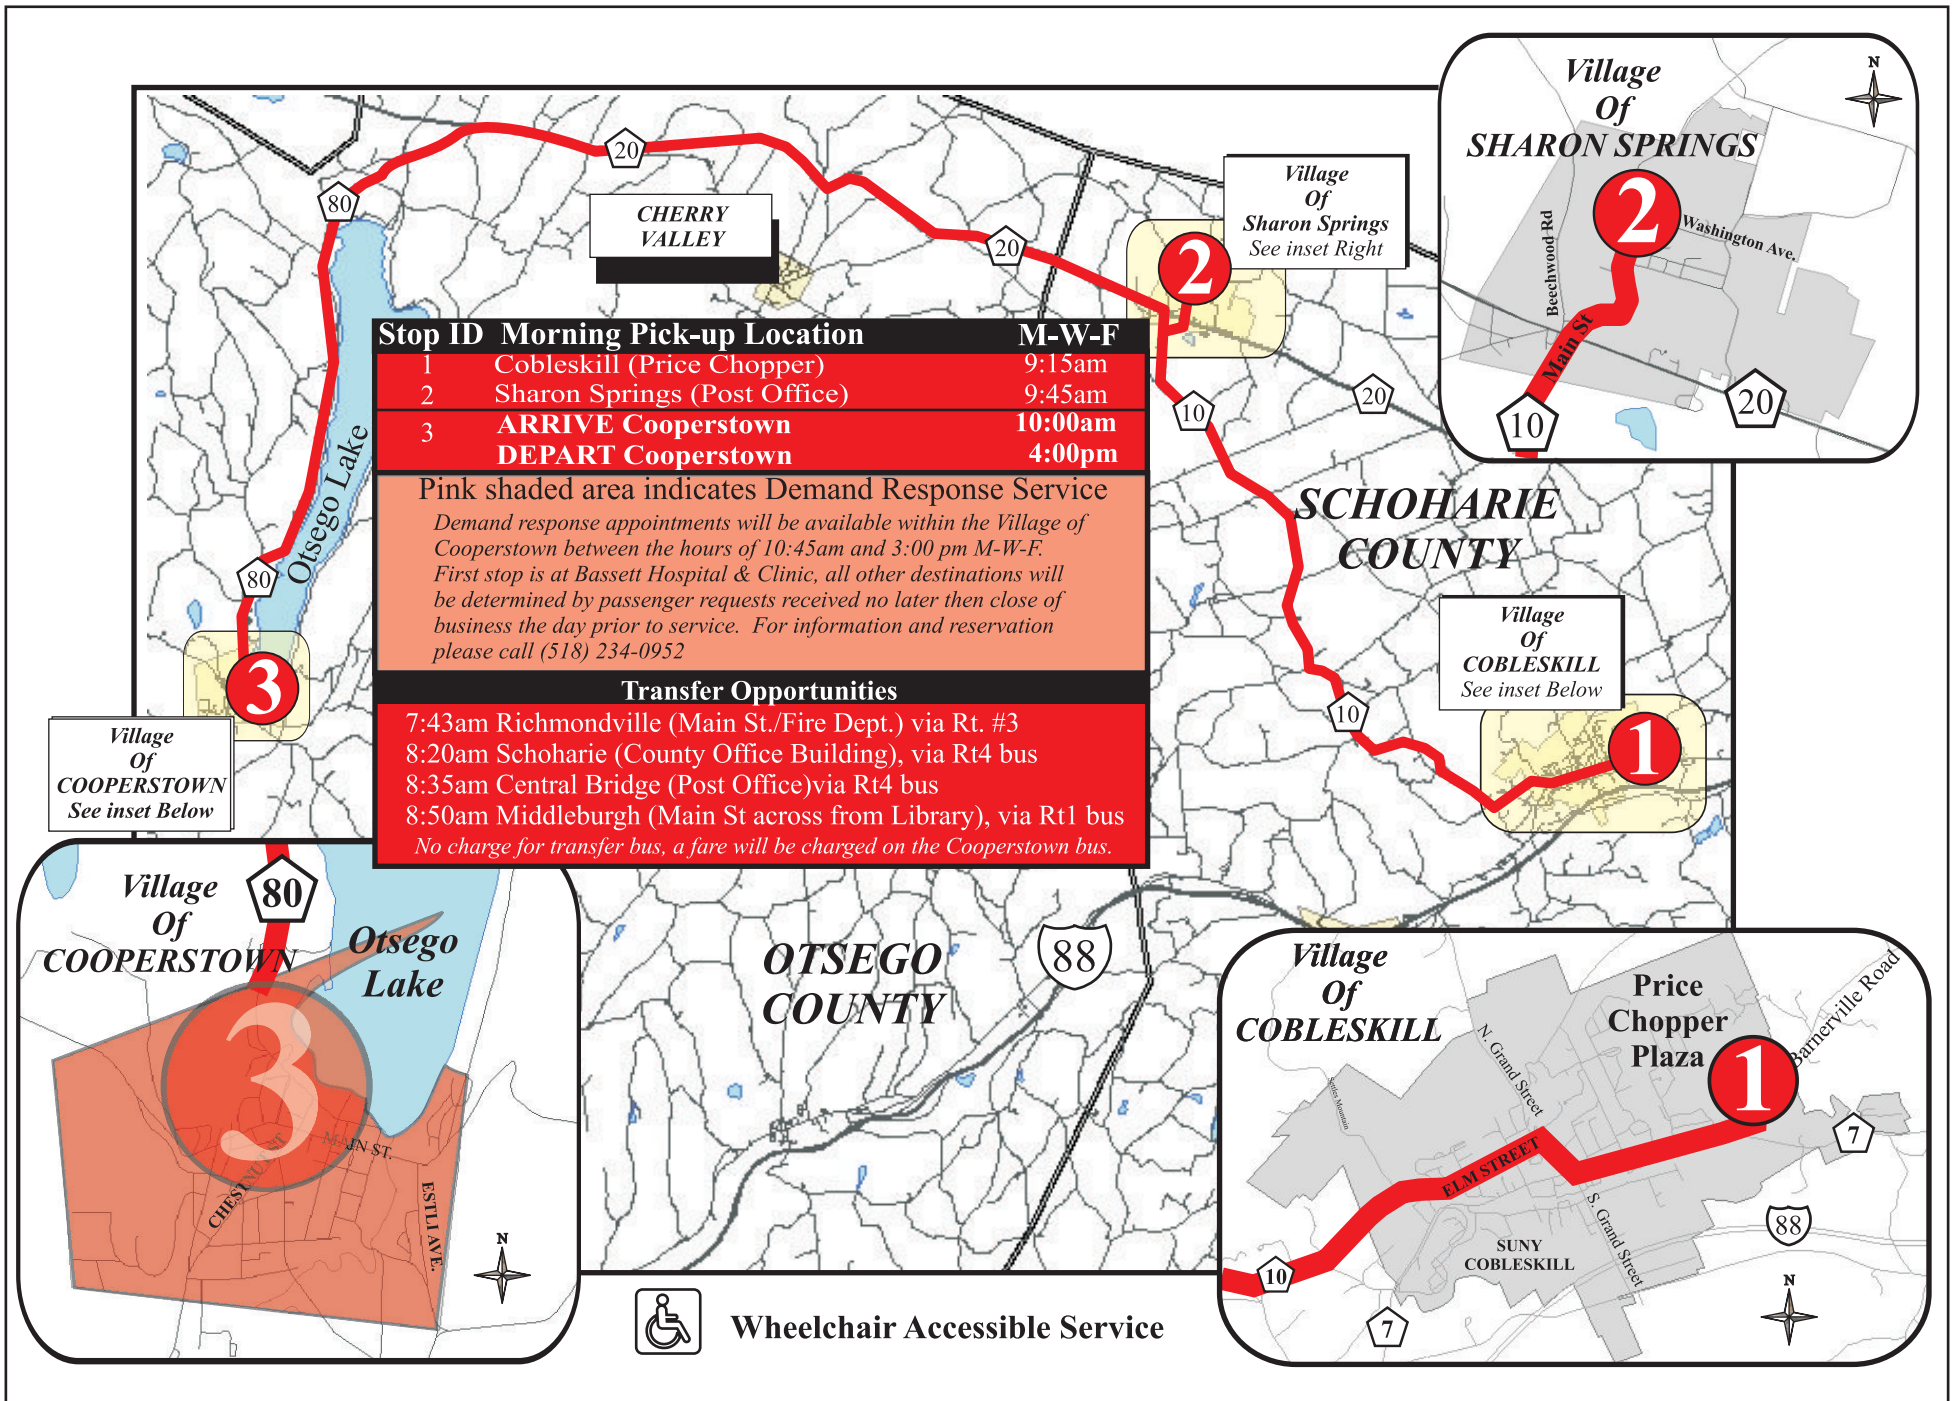 Village
Of
SHARON SPRINGS
N
2
Beechwood Rd
Washington Ave.
Main St
10
20
20
80
CHERRY
VALLEY
20
Village
Of
Sharon Springs
See inset Right
2
10
20
Stop ID Morning Pick-up Location M-W-F
1 Cobleskill (Price Chopper) 9:15am
2 Sharon Springs (Post Office) 9:45am
3 ARRIVE Cooperstown 10:00am
DEPART Cooperstown 4:00pm
Pink shaded area indicates Demand Response Service
Demand response appointments will be available within the Village of
Cooperstown between the hours of 10:45am and 3:00 pm M-W-F.
First stop is at Bassett Hospital & Clinic, all other destinations will
be determined by passenger requests received no later then close of
business the day prior to service. For information and reservation
please call (518) 234-0952
Transfer Opportunities
7:43am Richmondville (Main St./Fire Dept.) via Rt. #3
8:20am Schoharie (County Office Building), via Rt4 bus
8:35am Central Bridge (Post Office)via Rt4 bus
8:50am Middleburgh (Main St across from Library), via Rt1 bus
No charge for transfer bus, a fare will be charged on the Cooperstown bus.
Otsego Lake
80
3
SCHOHARIE
COUNTY
Village
Of
COBLESKILL
See inset Below
10
1
Village
Of
COOPERSTOWN
See inset Below
Village
Of
COOPERSTOWN
80
Otsego
Lake
3
MAIN ST.
CHESTNUT ST
ESTLI AVE.
N
OTSEGO
COUNTY
88
Village
Of
COBLESKILL
Price
Chopper
Plaza
1
Barnerville Road
N. Grand Street
7
ELM STREET
S. Grand Street
SUNY
COBLESKILL
88
10
7
N
Wheelchair Accessible Service